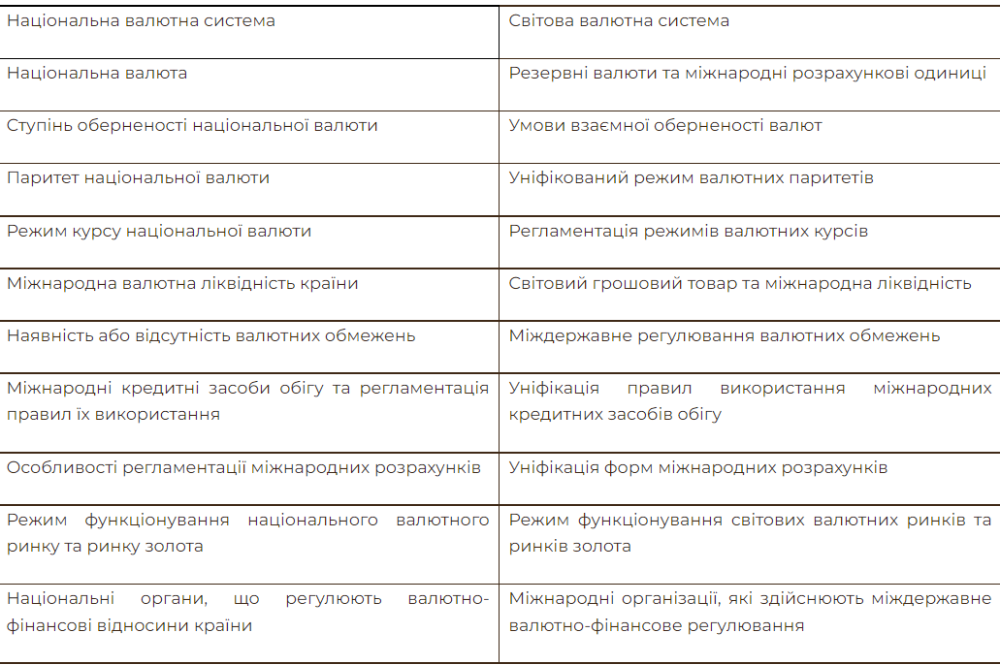 Національна валютна система
Світова валютна система
Національна валюта
Резервні валюти та міжнародні розрахункові одиниці
Ступінь оберненості національної валюти
Умови взаємної оберненості валют
Паритет національної валюти
Уніфікований режим валютних паритетів
Режим курсу національної валюти
Регламентація режимів валютних курсів
Міжнародна валютна ліквідність країни
Світовий грошовий товар та міжнародна ліквідність
Наявність або відсутність валютних обмежень
Міждержавне регулювання валютних обмежень
Міжнародні кредитні засоби обігу та регламентація
правил їх використання
Уніфікація правил використання міжнародних
кредитних засобів обігу
Особливості регламентації міжнародних розрахунків
Уніфікація форм міжнародних розрахунків
Режим функціонування національного валютного
ринку та ринку золота
Режим функціонування світових валютних ринків та
ринків золота
Національні органи, що регулюють валютно-
фінансові відносини країни
Міжнародні організації, які здійснюють міждержавне
валютно-фінансове регулювання